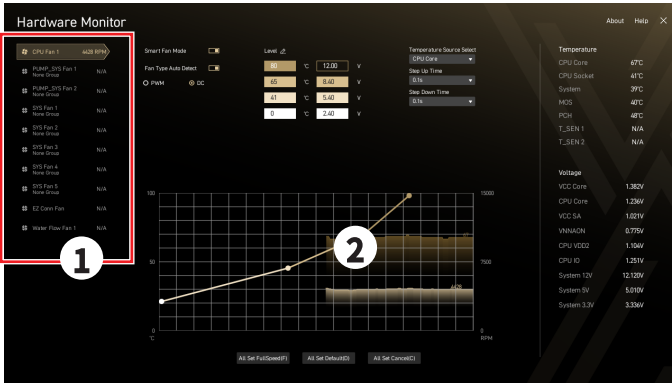 Hardware Monitor
About Help X
CPU Fan 1 4428 RPM
PUMP_SYS Fan 1 N/A
None Group
PUMP_SYS Fan 2 N/A
None Group
SYS Fan 1 N/A
None Group
SYS Fan 2 N/A
None Group
SYS Fan 3 N/A
None Group
SYS Fan 4 N/A
None Group
SYS Fan 5 N/A
None Group
EZ Conn Fan N/A
Water Flow Fan 1 N/A
1
Smart Fan Mode
Fan Type Auto Detect
PWM DC
Level
80 °C 12.00 V
65 °C 8.40 V
41 °C 5.40 V
0 °C 2.40 V
Temperature Source Select
CPU Core
Step Up Time
0.1s
Step Down Time
0.1s
100 15000
2
67
50 7500
4428
0 0
°C RPM
All Set FullSpeed(F) All Set Default(D) All Set Cancel(C)
Temperature
CPU Core 67°C
CPU Socket 41°C
System 39°C
MOS 40°C
PCH 48°C
T_SEN 1 N/A
T_SEN 2 N/A
Voltage
VCC Core 1.382V
CPU Core 1.236V
VCC SA 1.021V
VNNAON 0.775V
CPU VDD2 1.104V
CPU IO 1.251V
System 12V 12.120V
System 5V 5.010V
System 3.3V 3.336V